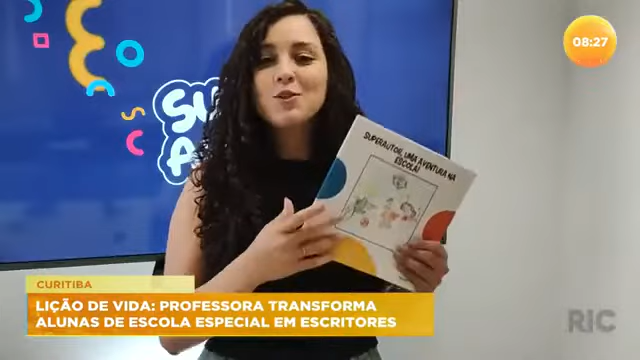 08:27
SUPERAUTOR, UMA AVENTURA NA
ESCOLA!
CURITIBA
LIÇÃO DE VIDA: PROFESSORA TRANSFORMA
ALUNAS DE ESCOLA ESPECIAL EM ESCRITORES
RIC